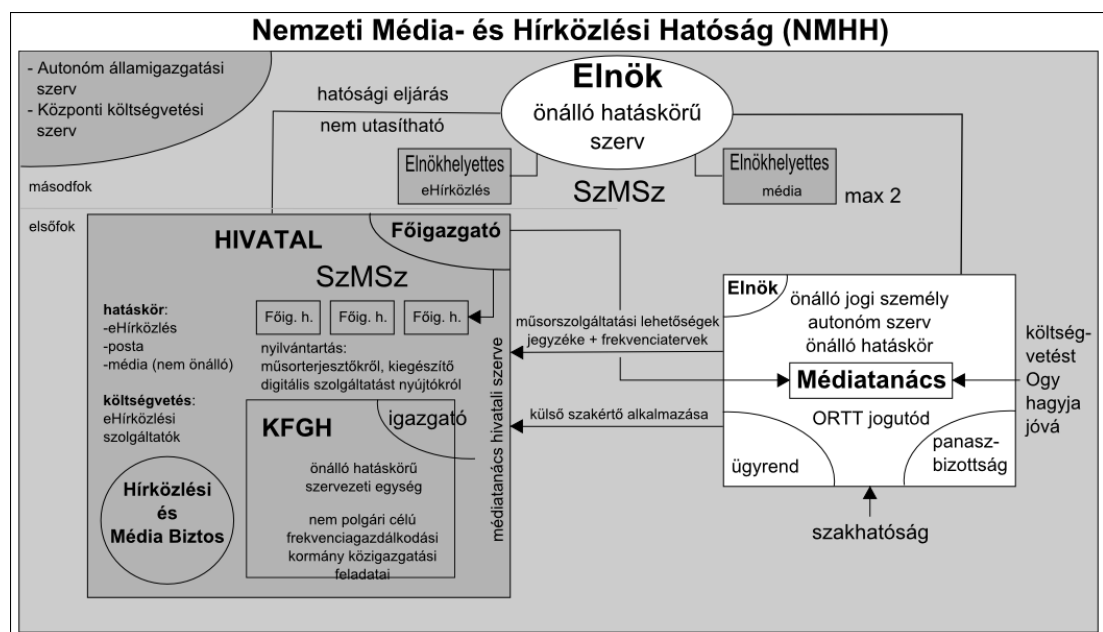 Nemzeti Média- és Hírközlési Hatóság (NMHH)
- Autonóm államigazgatási
szerv
- Központi költségvetési
szerv
hatósági eljárás
nem utasítható
Elnök
önálló hatáskörű
szerv
Elnökhelyettes
eHírközlés
SzMSz
Elnökhelyettes
média
max 2
másodfok
elsőfok
HIVATAL
Főigazgató
SzMSz
Főig. h.
Főig. h.
Főig. h.
hatáskör:
-eHírközlés
-posta
-média (nem önálló)
költségvetés:
eHírközlési
szolgáltatók
nyilvántartás:
műsorterjesztőkről, kiegészítő
digitális szolgáltatást nyújtókról
KFGH
igazgató
önálló hatáskörű
szervezeti egység
nem polgári célú
frekvenciagazdálkodási
kormány közigazgatási
feladatai
Hírközlési
és
Média Biztos
médiatanács hivatali szerve
műsorszolgáltatási lehetőségek
jegyzéke + frekvenciatervek
külső szakértő alkalmazása
Elnök
önálló jogi személy
autonóm szerv
önálló hatáskör
Médiatanács
ORTT jogutód
ügyrend
panasz-
bizottság
költség-
vetést
Ogy
hagyja
jóvá
szakhatóság